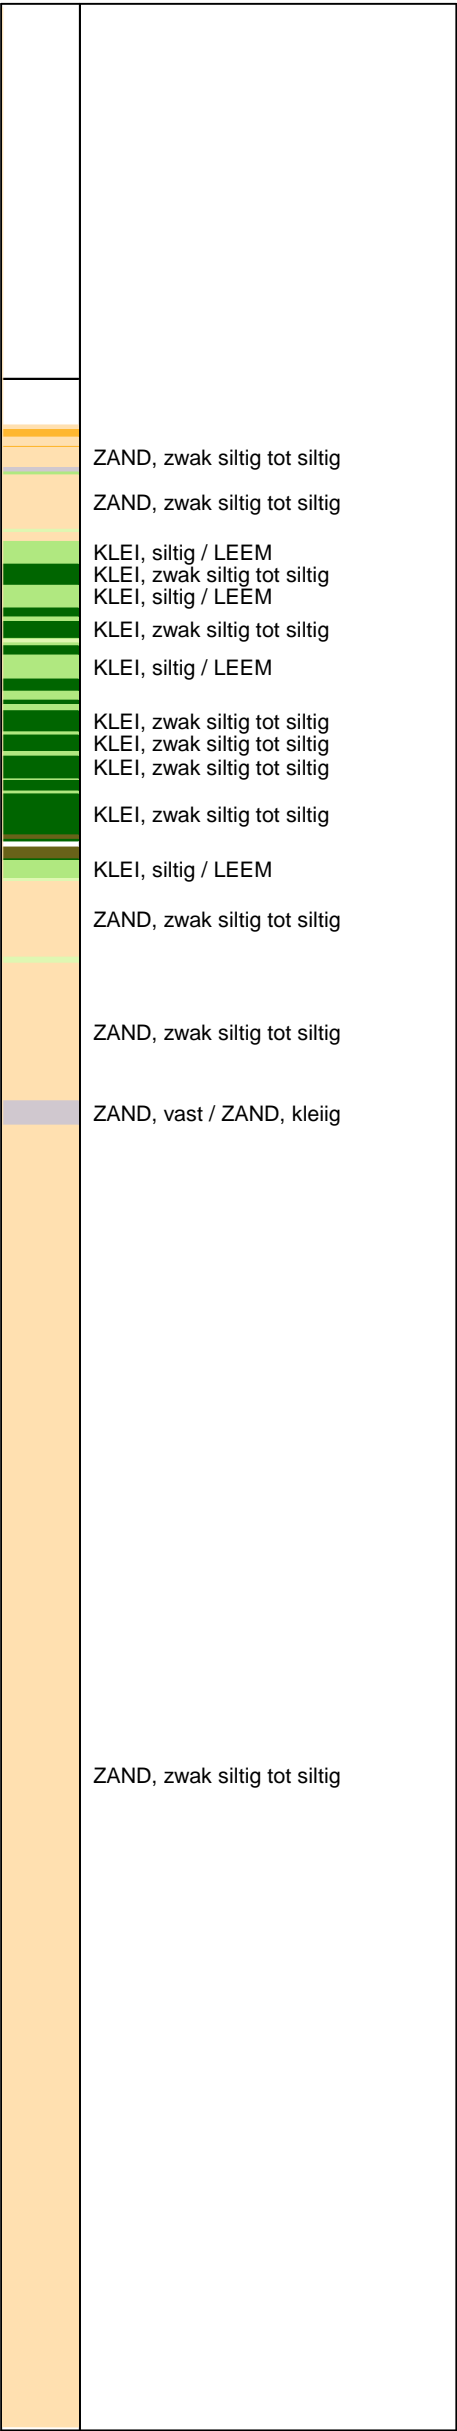 ZAND, zwak siltig tot siltig
ZAND, zwak siltig tot siltig
KLEI, siltig / LEEM
KLEI, zwak siltig tot siltig
KLEI, siltig / LEEM
KLEI, zwak siltig tot siltig
KLEI, siltig / LEEM
KLEI, zwak siltig tot siltig
KLEI, zwak siltig tot siltig
KLEI, zwak siltig tot siltig
KLEI, zwak siltig tot siltig
KLEI, siltig / LEEM
ZAND, zwak siltig tot siltig
ZAND, zwak siltig tot siltig
ZAND, vast / ZAND, kleiig
ZAND, zwak siltig tot siltig